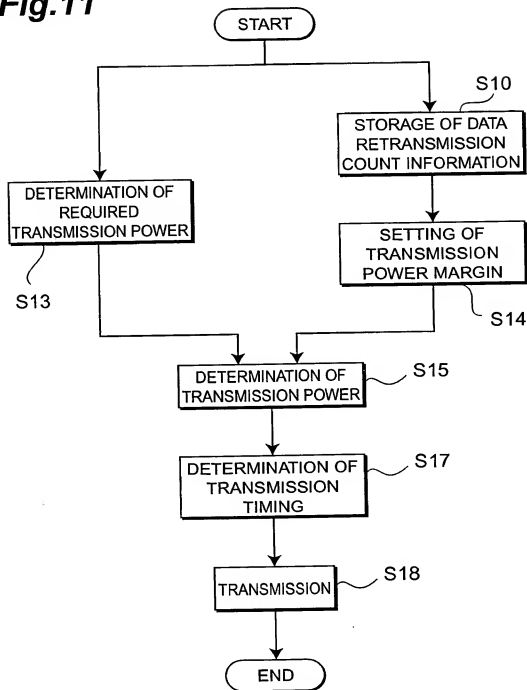 Fig.11
START
S10
STORAGE OF DATA
RETRANSMISSION
COUNT INFORMATION
DETERMINATION OF
REQUIRED
TRANSMISSION POWER
S13
SETTING OF
TRANSMISSION
POWER MARGIN
S14
DETERMINATION OF
TRANSMISSION POWER
S15
DETERMINATION OF
TRANSMISSION
TIMING
S17
TRANSMISSION
S18
END